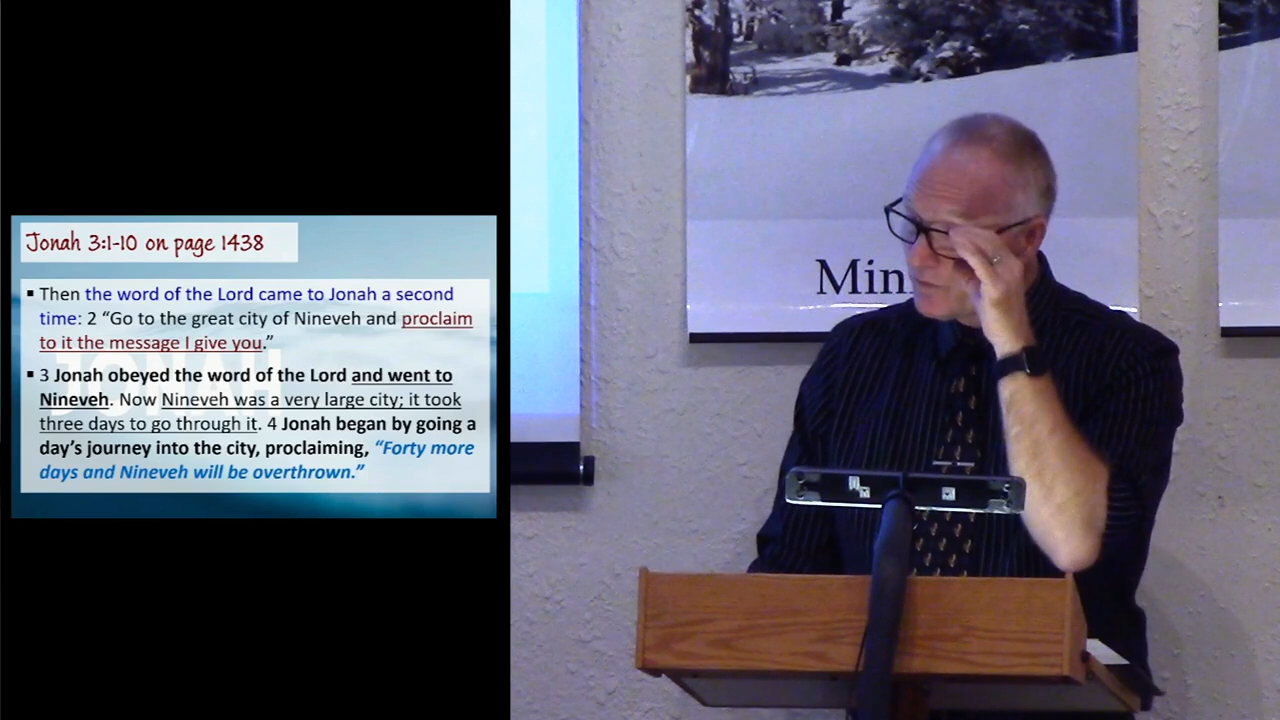 Jonah 3:1-10 on page 1438
▪ Then the word of the Lord came to Jonah a second
time: 2 “Go to the great city of Nineveh and proclaim
to it the message I give you.”
▪ 3 Jonah obeyed the word of the Lord and went to
Nineveh. Now Nineveh was a very large city; it took
three days to go through it. 4 Jonah began by going a
day’s journey into the city, proclaiming, “Forty more
days and Nineveh will be overthrown.”
JONAH
Min